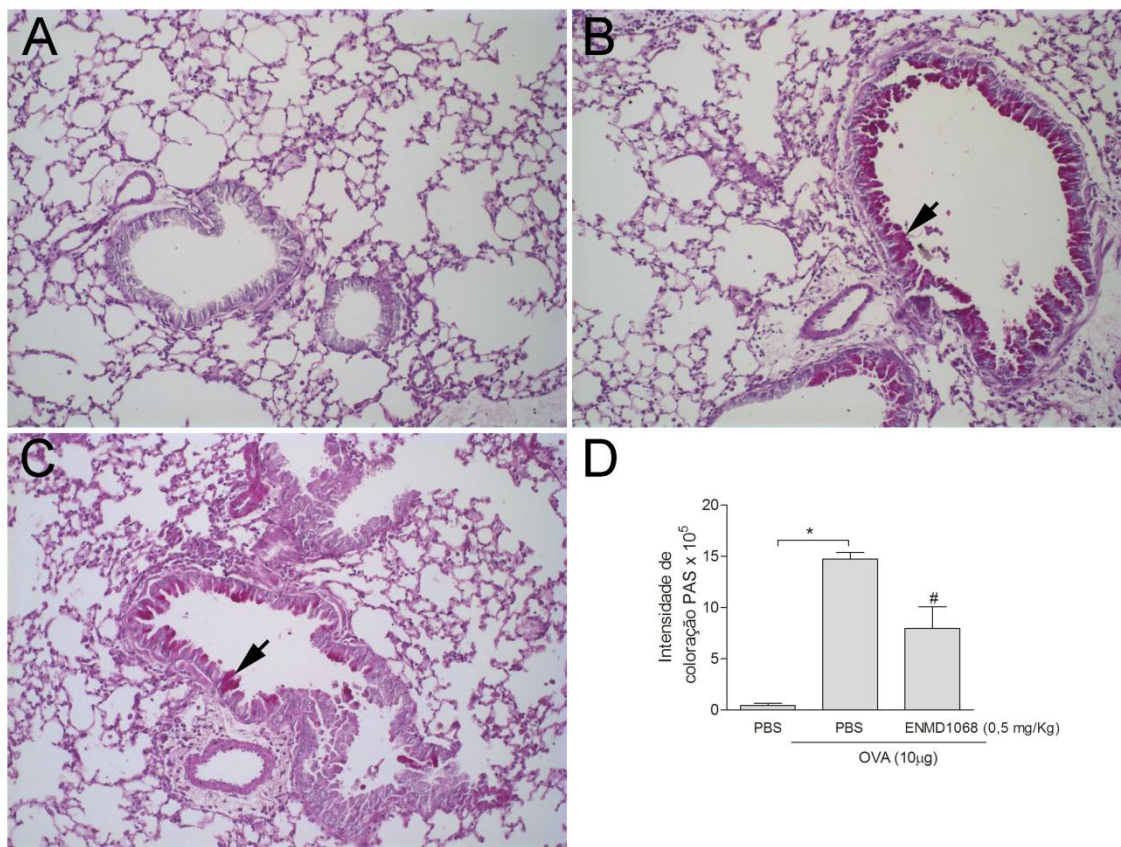 A
B
C
D
Intensidade de
coloração PAS x 10⁵
20
15
10
5
0
*
#
PBS
PBS
ENMD1068 (0,5 mg/Kg)
OVA (10µg)